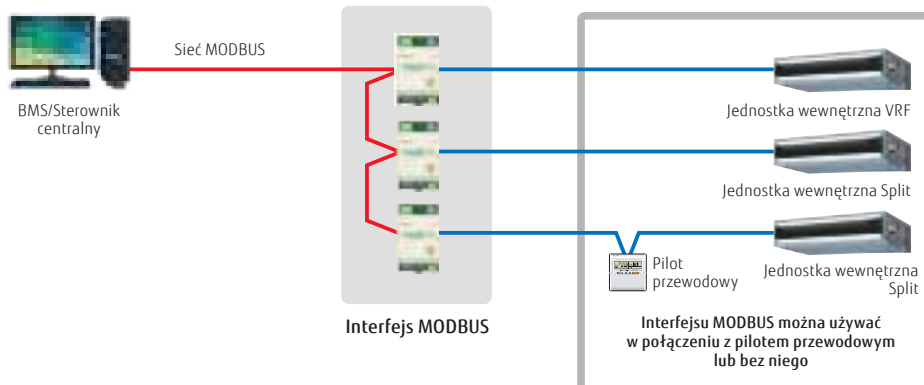 Sieć MODBUS
BMS/Sterownik
centralny
Jednostka wewnętrzna VRF
Jednostka wewnętrzna Split
Pilot
przewodowy
Jednostka wewnętrzna
Split
Interfejs MODBUS
Interfejsu MODBUS można używać
w połączeniu z pilotem przewodowym
lub bez niego